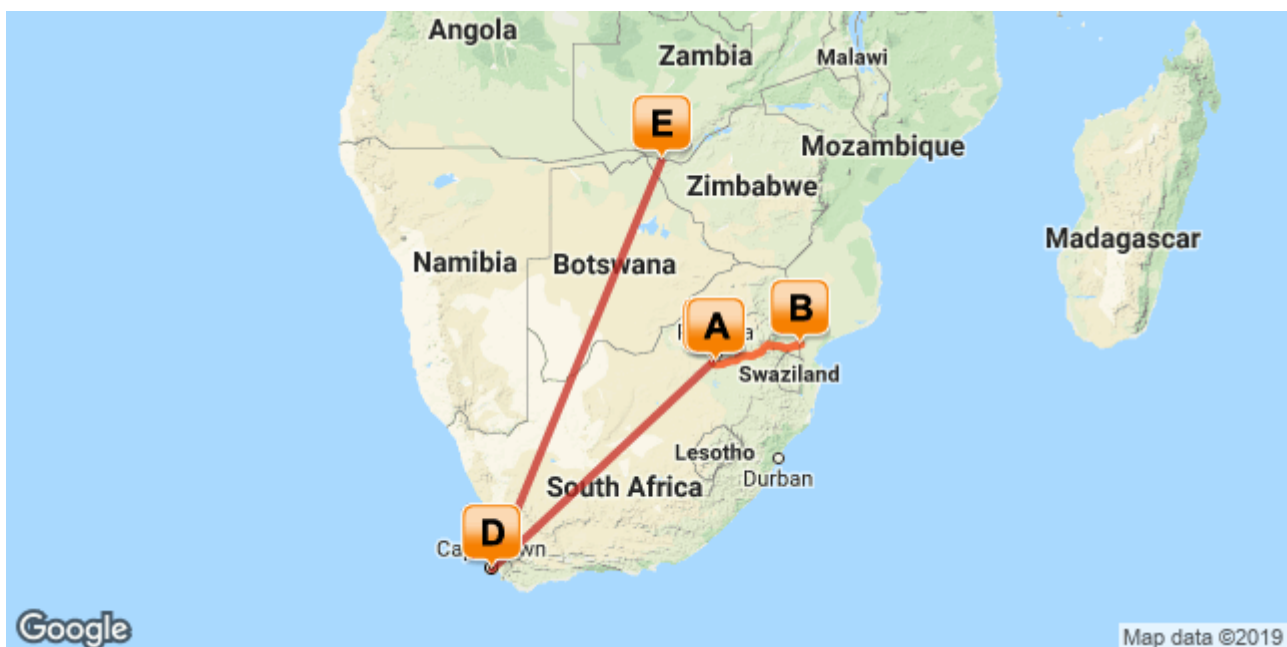 Angola
Zambia
Malawi
E
Mozambique
Zimbabwe
Madagascar
Namibia
Botswana
B
A
Swaziland
Lesotho
Durban
South Africa
D
Google
Map data ©2019